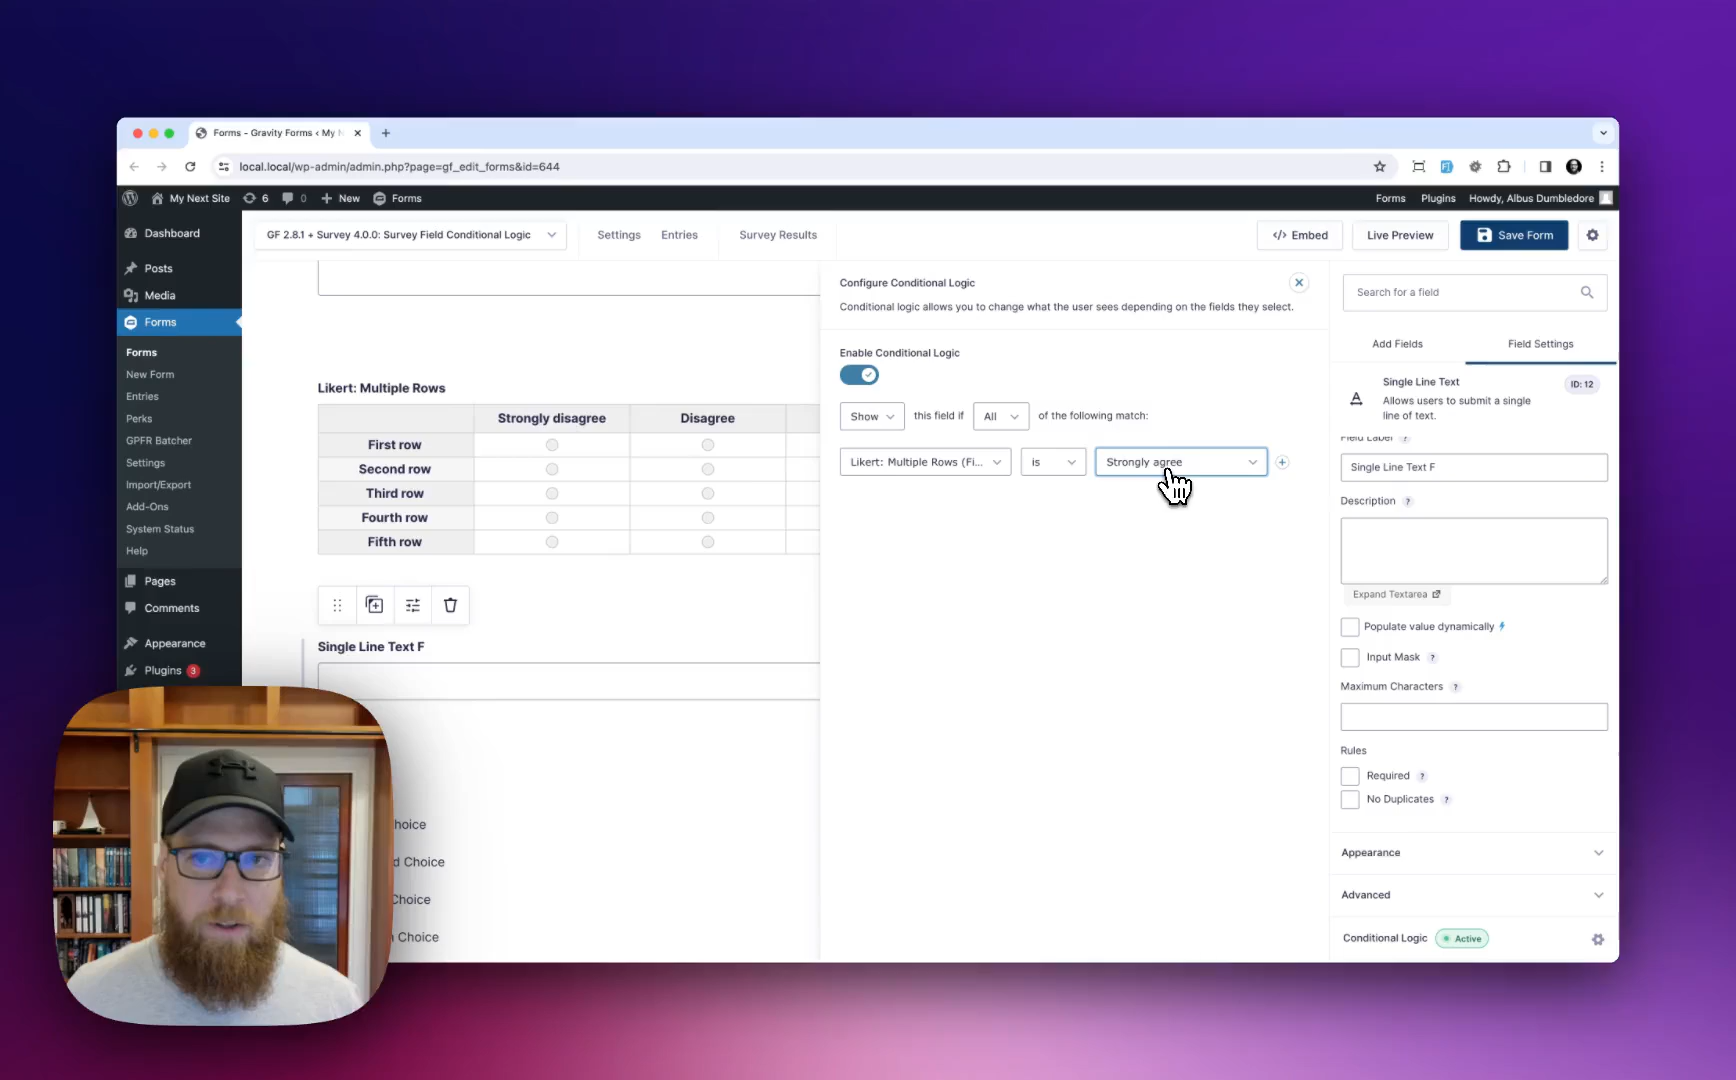 Forms - Gravity Forms ‹ My N
local.local/wp-admin/admin.php?page=gf_edit_forms&id=644
My Next Site
6
0
New
Forms
Forms
Plugins
Howdy, Albus Dumbledore
Dashboard
Posts
Media
Forms
Forms
New Form
Entries
Perks
GPFR Batcher
Settings
Import/Export
Add-Ons
System Status
Help
Pages
Comments
Appearance
Plugins 3
GF 2.8.1 + Survey 4.0.0: Survey Field Conditional Logic
Settings
Entries
Survey Results
</> Embed
Live Preview
Save Form
Likert: Multiple Rows
Strongly disagree
Disagree
First row
Second row
Third row
Fourth row
Fifth row
Single Line Text F
hoice
d Choice
Choice
Choice
Configure Conditional Logic
Conditional logic allows you to change what the user sees depending on the fields they select.
Enable Conditional Logic
Show this field if All of the following match:
Likert: Multiple Rows (Fi... is Strongly agree
Search for a field
Add Fields
Field Settings
Single Line Text
ID: 12
Allows users to submit a single
line of text.
Field Label ?
Single Line Text F
Description ?
Expand Textarea
Populate value dynamically
Input Mask ?
Maximum Characters ?
Rules
Required ?
No Duplicates ?
Appearance
Advanced
Conditional Logic Active